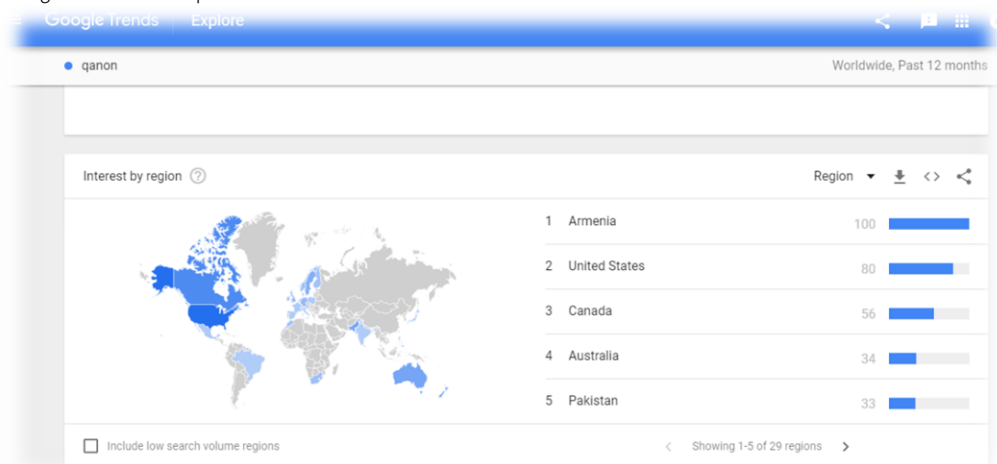 Google Trends Explore
qanon Worldwide, Past 12 months
Interest by region Region
1 Armenia 100
2 United States 80
3 Canada 56
4 Australia 34
5 Pakistan 33
Include low search volume regions Showing 1-5 of 29 regions